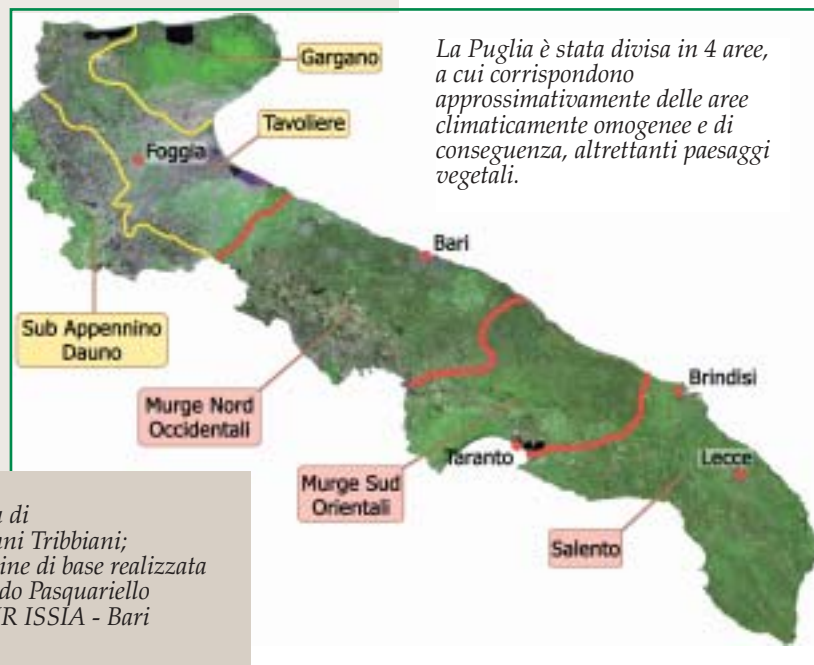 La Puglia è stata divisa in 4 aree,
a cui corrispondono
approssimativamente delle aree
climaticamente omogenee e di
conseguenza, altrettanti paesaggi
vegetali.
Gargano
Tavoliere
Foggia
Bari
Sub Appennino
Dauno
Murge Nord
Occidentali
Brindisi
Taranto
Lecce
Murge Sud
Orientali
Salento
di
ani Tribbiani;
ine di base realizzata
do Pasquariello
R ISSIA - Bari